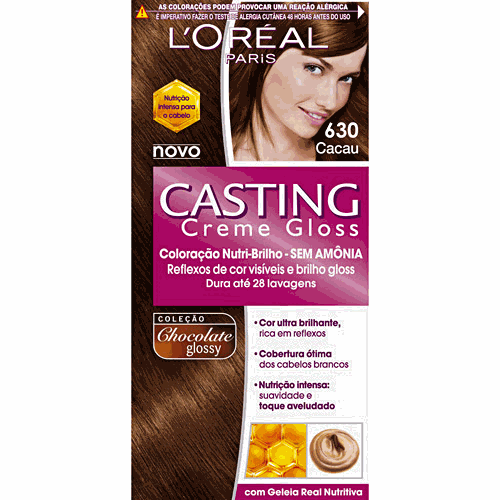 AS COLORAÇÕES PODEM PROVOCAR UMA REAÇÃO ALÉRGICA
É IMPERATIVO FAZER O TESTE DE ALERGIA CUTÂNEA 48 HORAS ANTES DO USO
L'ORÉAL
PARIS
Nutrição
intensa para
o cabelo
novo
630
Cacau
CASTING
Creme Gloss
Coloração Nutri-Brilho - SEM AMÔNIA
Reflexos de cor visíveis e brilho gloss
Dura até 28 lavagens
COLEÇÃO
Chocolate
glossy
• Cor ultra brilhante,
rica em reflexos
• Cobertura ótima
dos cabelos brancos
• Nutrição intensa:
suavidade e
toque aveludado
com Geleia Real Nutritiva